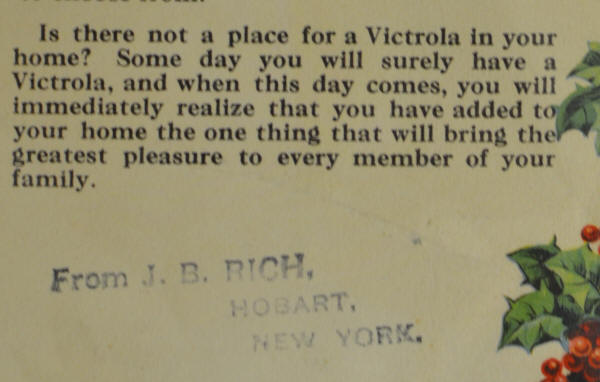 Is there not a place for a Victrola in your
home? Some day you will surely have a
Victrola, and when this day comes, you will
immediately realize that you have added to
your home the one thing that will bring the
greatest pleasure to every member of your
family.
From J. B. RICH,
HOBART,
NEW YORK.